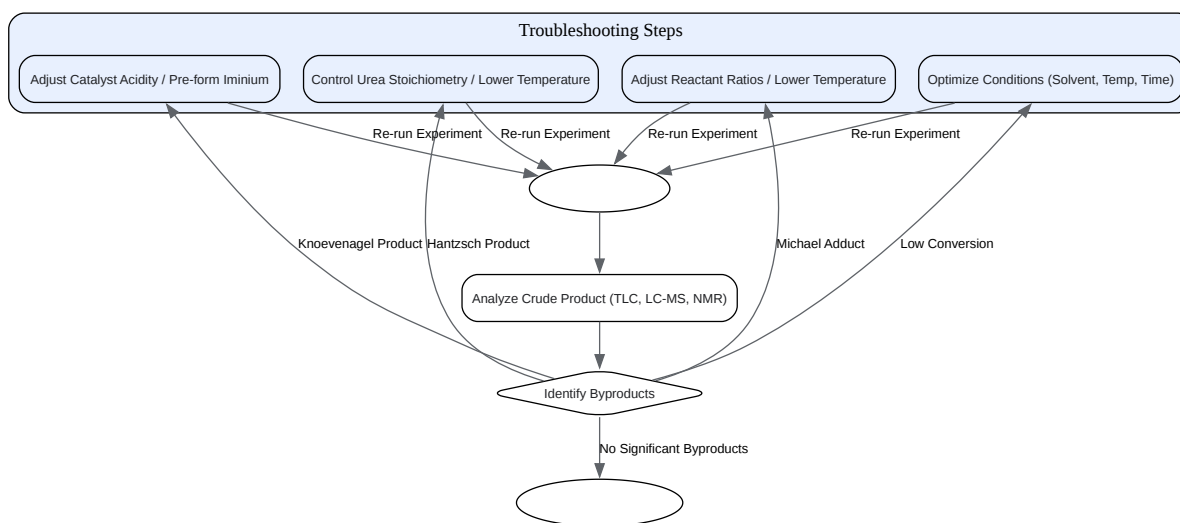 Troubleshooting Steps
Adjust Catalyst Acidity / Pre-form Iminium
Control Urea Stoichiometry / Lower Temperature
Adjust Reactant Ratios / Lower Temperature
Optimize Conditions (Solvent, Temp, Time)
Re-run Experiment
Re-run Experiment
Re-run Experiment
Re-run Experiment
Knoevenagel Product
Hantzsch Product
Michael Adduct
Low Conversion
Analyze Crude Product (TLC, LC-MS, NMR)
Identify Byproducts
No Significant Byproducts